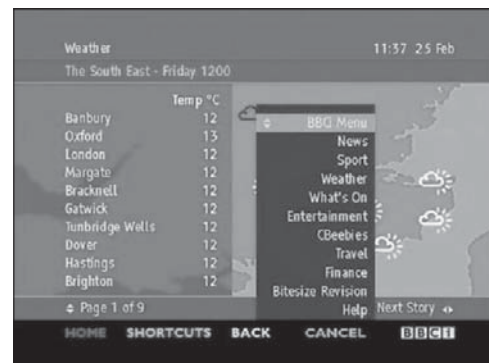 Weather 11:37 25 Feb
The South East - Friday 1200
Temp °C
Banbury 12
Oxford 13
London 12
Margate 12
Bracknell 12
Gatwick 12
Tunbridge Wells 12
Dover 12
Hastings 12
Brighton 12
BBCi Menu
News
Sport
Weather
What's On
Entertainment
CBeebies
Travel
Finance
Bitesize Revision
Help
Page 1 of 9 Next Story
HOME SHORTCUTS BACK CANCEL BBCi